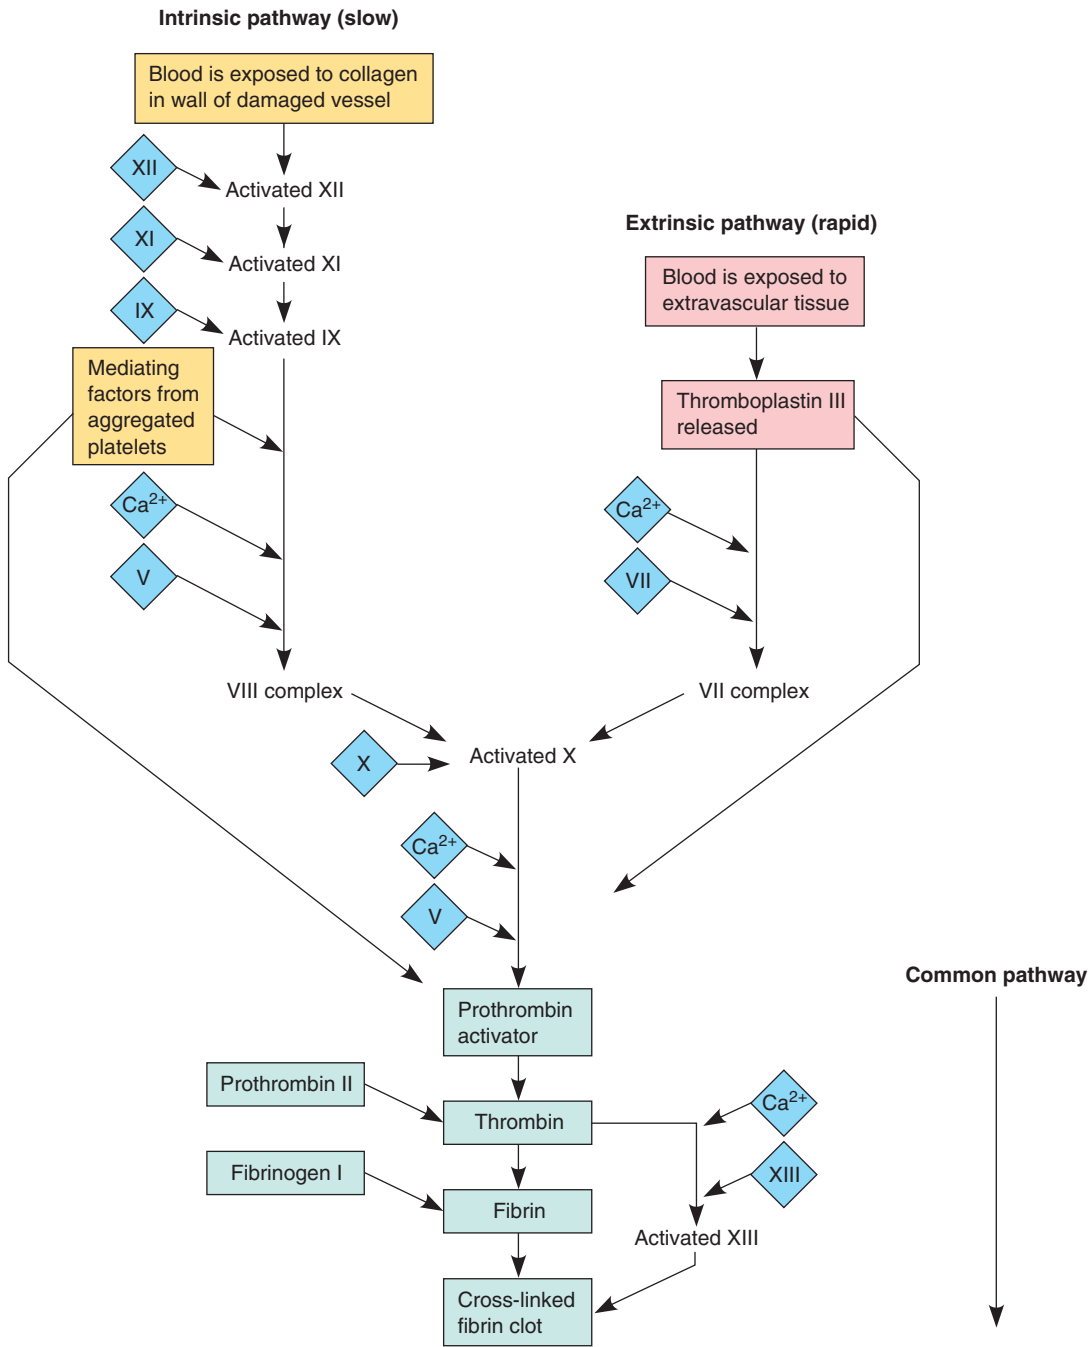 Intrinsic pathway (slow)
Blood is exposed to collagen
in wall of damaged vessel
XII
Activated XII
XI
Activated XI
IX
Activated IX
Mediating
factors from
aggregated
platelets
Ca2+
V
VIII complex
Extrinsic pathway (rapid)
Blood is exposed to
extravascular tissue
Thromboplastin III
released
Ca2+
VII
VII complex
X
Activated X
Ca2+
V
Common pathway
Prothrombin
activator
Prothrombin II
Thrombin
Ca2+
Fibrinogen I
XIII
Fibrin
Activated XIII
Cross-linked
fibrin clot